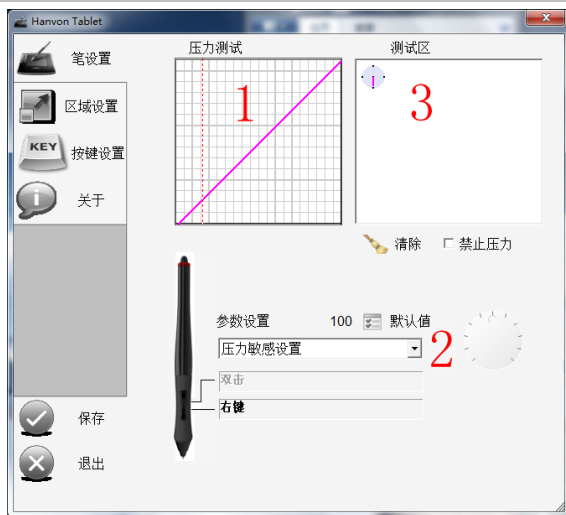 Hanvon Tablet
笔设置
区域设置
KEY 按键设置
关于
保存
退出
压力测试
1
测试区
3
清除
禁止压力
参数设置 100 默认值
压力敏感设置
2
双击
右键